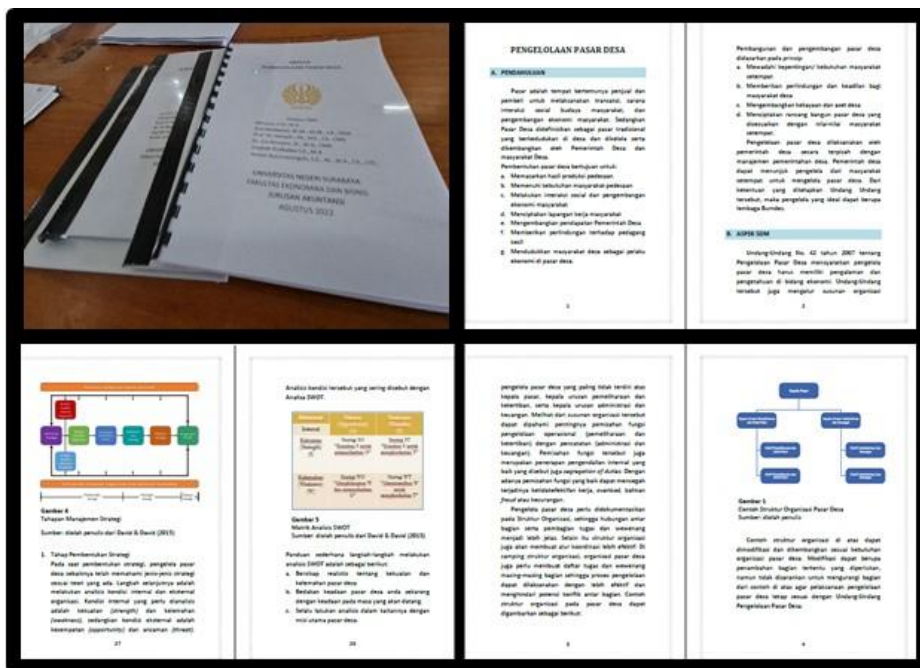 UNIVERSITAS NEGERI SURABAYA
FAKULTAS EKONOMIKA DAN BISNIS
JURUSAN AKUNTANSI
AGUSTUS 2023
PENGELOLAAN PASAR DESA
A. PENDAHULUAN
Pasar adalah tempat bertemunya penjual dan
pembeli untuk melaksanakan transaksi, sarana
interaksi sosial budaya masyarakat, dan
pengembangan ekonomi masyarakat. Sedangkan
Pasar Desa didefinisikan sebagai pasar tradisional
yang berkedudukan di desa dan dikelola serta
dikembangkan oleh Pemerintah Desa dan
masyarakat Desa.
Pembentukan pasar desa bertujuan untuk:
a. Memasarkan hasil produksi pedesaan
b. Memenuhi kebutuhan masyarakat pedesaan
c. Melakukan interaksi sosial dan pengembangan
ekonomi masyarakat
d. Menciptakan lapangan kerja masyarakat
e. Mengembangkan pendapatan Pemerintah Desa
f. Memberikan perlindungan terhadap pedagang
kecil
g. Mendudukkan masyarakat desa sebagai pelaku
ekonomi di pasar desa.
1
Pembangunan dan pengembangan pasar desa
didasarkan pada prinsip
a. Mewadahi kepentingan/ kebutuhan masyarakat
setempat
b. Memberikan perlindungan dan keadilan bagi
masyarakat desa
c. Mengembangkan kekayaan dan aset desa
d. Menciptakan rancang bangun pasar desa yang
disesuaikan dengan nilai-nilai masyarakat
setempat.
Pengelolaan pasar desa dilaksanakan oleh
pemerintah desa secara terpisah dengan
manajemen pemerintahan desa. Pemerintah desa
dapat menunjuk pengelola dari masyarakat
setempat untuk mengelola pasar desa. Dari
ketentuan yang ditetapkan Undang Undang
tersebut, maka pengelola yang ideal dapat berupa
lembaga Bumdes.
B. ASPEK SDM
Undang-Undang No. 42 tahun 2007 tentang
Pengelolaan Pasar Desa mensyaratkan pengelola
pasar desa harus memiliki pengalaman dan
pengetahuan di bidang ekonomi. Undang-Undang
tersebut juga mengatur susunan organisasi
2
Gambar 4
Tahapan Manajemen Strategi
Sumber: diolah penulis dari David & David (2015)
1. Tahap Pembentukan Strategi
Pada saat pembentukan strategi, pengelola pasar
desa sebaiknya telah memahami jenis-jenis strategi
sesuai teori yang ada. Langkah selanjutnya adalah
melakukan analisis kondisi internal dan eksternal
organisasi. Kondisi internal yang perlu dianalisis
adalah kekuatan (strength) dan kelemahan
(weakness), sedangkan kondisi eksternal adalah
kesempatan (opportunity) dan ancaman (threat).
27
Analisis kondisi tersebut yang sering disebut dengan
Analisa SWOT.
Gambar 5
Matrik Analisis SWOT
Sumber: diolah penulis dari David & David (2015)
Panduan sederhana langkah-langkah melakukan
analisis SWOT adalah sebagai berikut:
a. Bersikap realistis tentang kekuatan dan
kelemahan pasar desa
b. Bedakan keadaan pasar desa anda sekarang
dengan keadaan pada masa yang akan datang
c. Selalu lakukan analisis dalam kaitannya dengan
misi utama pasar desa.
28
pengelola pasar desa yang paling tidak terdiri atas
kepala pasar, kepala urusan pemeliharaan dan
ketertiban, serta kepala urusan administrasi dan
keuangan. Melihat dari susunan organisasi tersebut
dapat dipahami pentingnya pemisahan fungsi
pengelolaan operasional (pemeliharaan dan
ketertiban) dengan pencatatan (administrasi dan
keuangan). Pemisahan fungsi tersebut juga
merupakan penerapan pengendalian internal yang
baik yang disebut juga segregation of duties. Dengan
adanya pemisahan fungsi yang baik dapat mencegah
terjadinya ketidakefektifan kerja, overload, bahkan
fraud atau kecurangan.
Pengelola pasar desa perlu didokumentasikan
pada Struktur Organisasi, sehingga hubungan antar
bagian serta pembagian tugas dan wewenang
menjadi lebih jelas. Selain itu struktur organisasi
juga akan membuat alur koordinasi lebih efektif. Di
samping struktur organisasi, organisasi pasar desa
juga perlu membuat daftar tugas dan wewenang
masing-masing bagian sehingga proses pengelolaan
dapat dilaksanakan dengan lebih efektif dan
menghindari potensi konflik antar bagian. Contoh
struktur organisasi pada pasar desa dapat
digambarkan sebagai berikut:
3
Kepala Pasar
Gambar 1
Contoh Struktur Organisasi Pasar Desa
Sumber: diolah penulis
Contoh struktur organisasi di atas dapat
dimodifikasi dan dikembangkan sesuai kebutuhan
organisasi pasar desa. Modifikasi dapat berupa
penambahan bagian tertentu yang diperlukan,
namun tidak disarankan untuk mengurangi bagian
dari contoh di atas agar pelaksanaan pengelolaan
pasar desa tetap sesuai dengan Undang-Undang
Pengelolaan Pasar Desa.
4